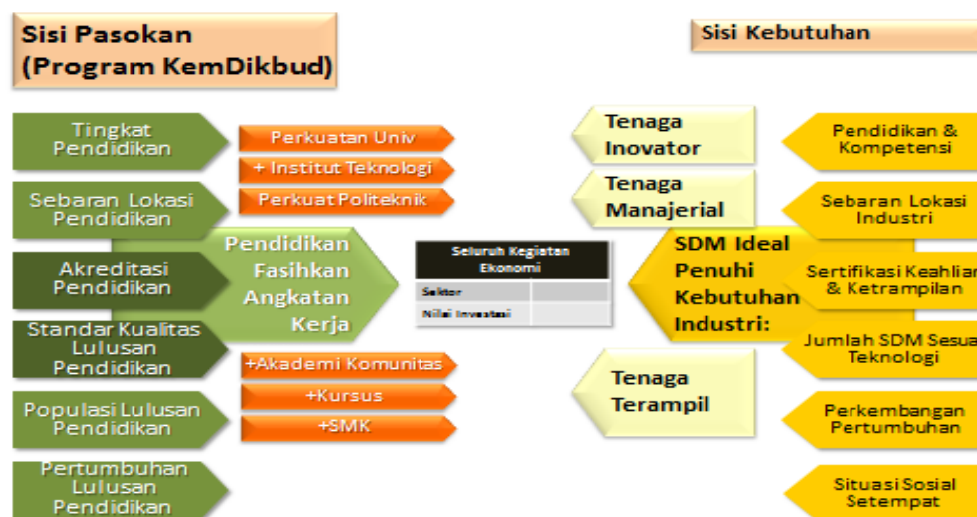 Sisi Pasokan
(Program KemDikbud)
Sisi Kebutuhan
Tingkat
Pendidikan
Sebaran Lokasi
Pendidikan
Akreditasi
Pendidikan
Standar Kualitas
Lulusan
Pendidikan
Populasi Lulusan
Pendidikan
Pertumbuhan
Lulusan
Pendidikan
Perkuatan Univ
+ Institut Teknologi
Perkuat Politeknik
Pendidikan
Fasihkan
Angkatan
Kerja
+Akademi Komunitas
+Kursus
+SMK
Seluruh Kegiatan
Ekonomi
Sektor
Nilai Investasi
Tenaga
Inovator
Tenaga
Manajerial
SDM Ideal
Penuhi
Kebutuhan
Industri:
Tenaga
Terampil
Pendidikan &
Kompetensi
Sebaran Lokasi
Industri
Sertifikasi Keahlian
& Ketrampilan
Jumlah SDM Sesua
Teknologi
Perkembangan
Pertumbuhan
Situasi Sosial
Setempat